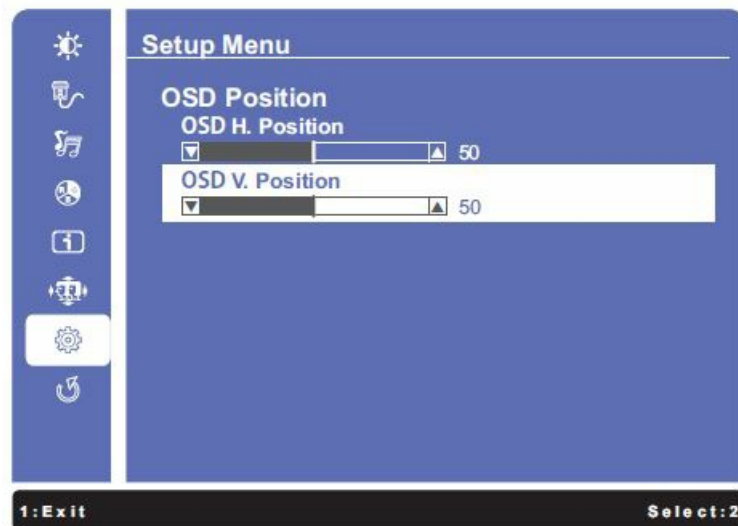 Setup Menu
OSD Position
OSD H. Position
50
OSD V. Position
50
1:Exit
Select:2